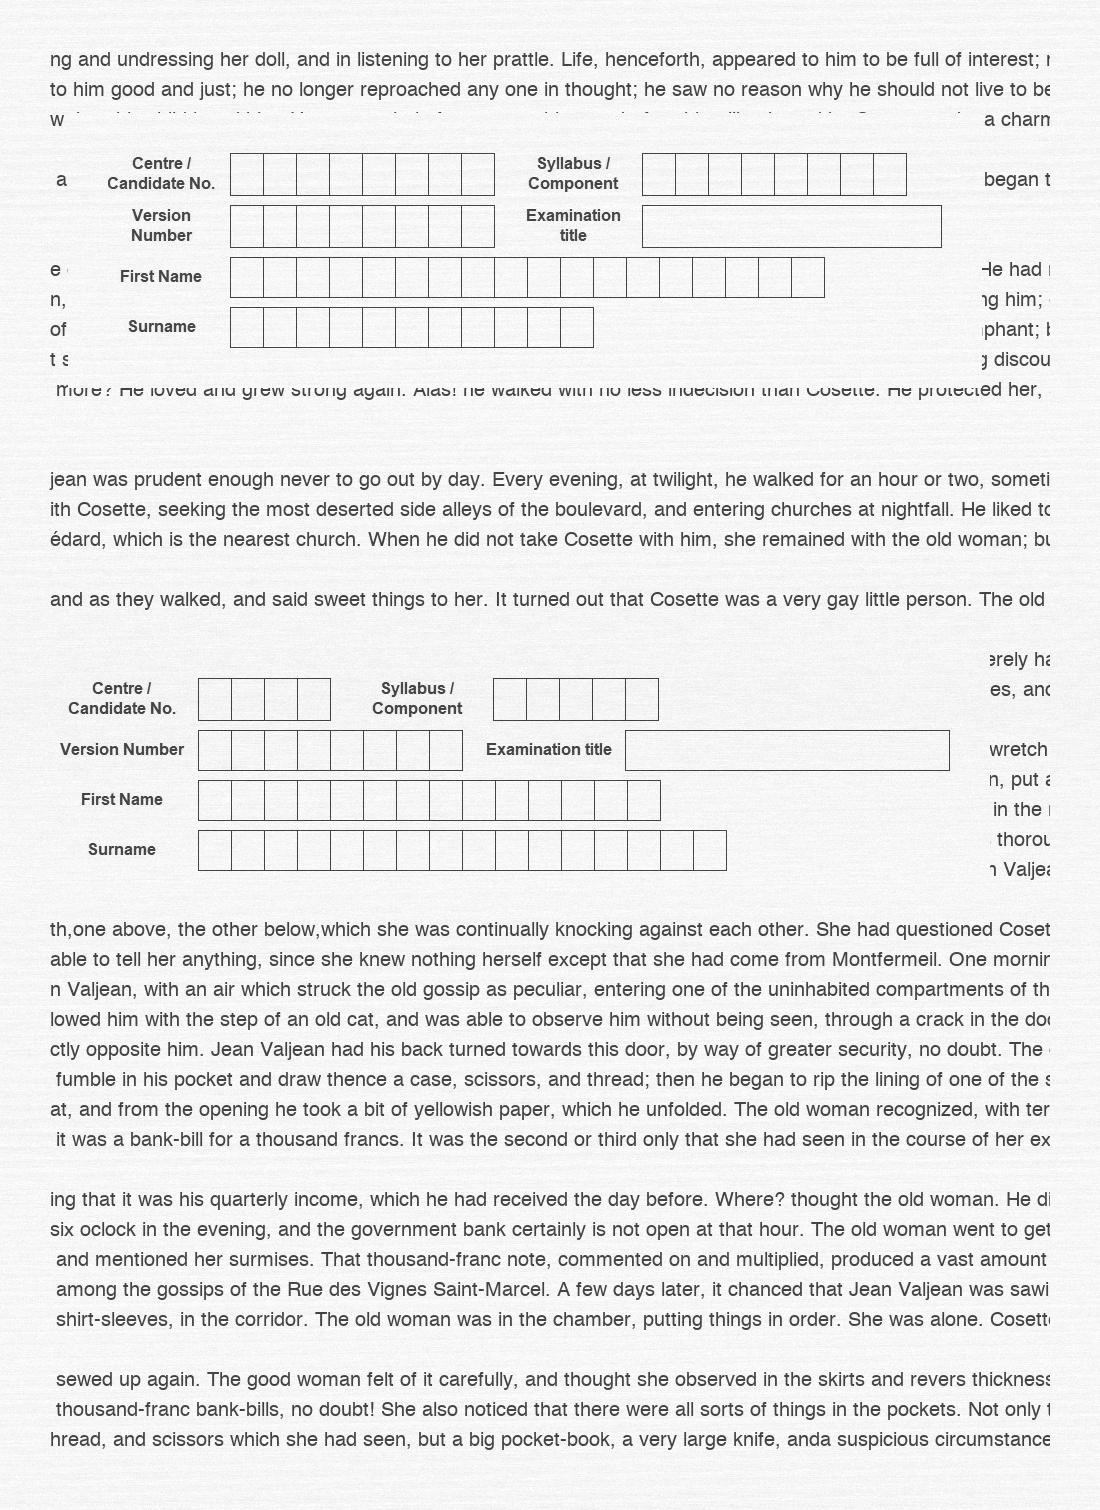 ng and undressing her doll, and in listening to her prattle. Life, henceforth, appeared to him to be full of interest;
to him good and just; he no longer reproached any one in thought; he saw no reason why he should not live to be
w a charm
Centre / Candidate No. Syllabus / Component
a began t
Version Number Examination title
First Name
e He had
n, ng him;
Surname
of phant; b
t s g discou
more? He loved and grew strong again. Alas! he walked with no less indecision than Cosette. He protected her,
jean was prudent enough never to go out by day. Every evening, at twilight, he walked for an hour or two, someti
ith Cosette, seeking the most deserted side alleys of the boulevard, and entering churches at nightfall. He liked to
édard, which is the nearest church. When he did not take Cosette with him, she remained with the old woman; bu
and as they walked, and said sweet things to her. It turned out that Cosette was a very gay little person. The old
erely ha
Centre / Candidate No. Syllabus / Component
es, and
Version Number Examination title
wretch
n, put a
First Name
in the
thorou
Surname
n Valjea
th,one above, the other below,which she was continually knocking against each other. She had questioned Coset
able to tell her anything, since she knew nothing herself except that she had come from Montfermeil. One mornin
n Valjean, with an air which struck the old gossip as peculiar, entering one of the uninhabited compartments of th
lowed him with the step of an old cat, and was able to observe him without being seen, through a crack in the doo
ctly opposite him. Jean Valjean had his back turned towards this door, by way of greater security, no doubt. The
fumble in his pocket and draw thence a case, scissors, and thread; then he began to rip the lining of one of the s
at, and from the opening he took a bit of yellowish paper, which he unfolded. The old woman recognized, with ter
it was a bank-bill for a thousand francs. It was the second or third only that she had seen in the course of her ex
ing that it was his quarterly income, which he had received the day before. Where? thought the old woman. He di
six oclock in the evening, and the government bank certainly is not open at that hour. The old woman went to get
and mentioned her surmises. That thousand-franc note, commented on and multiplied, produced a vast amount
among the gossips of the Rue des Vignes Saint-Marcel. A few days later, it chanced that Jean Valjean was sawi
shirt-sleeves, in the corridor. The old woman was in the chamber, putting things in order. She was alone. Cosette
sewed up again. The good woman felt of it carefully, and thought she observed in the skirts and revers thickness
thousand-franc bank-bills, no doubt! She also noticed that there were all sorts of things in the pockets. Not only t
hread, and scissors which she had seen, but a big pocket-book, a very large knife, anda suspicious circumstance